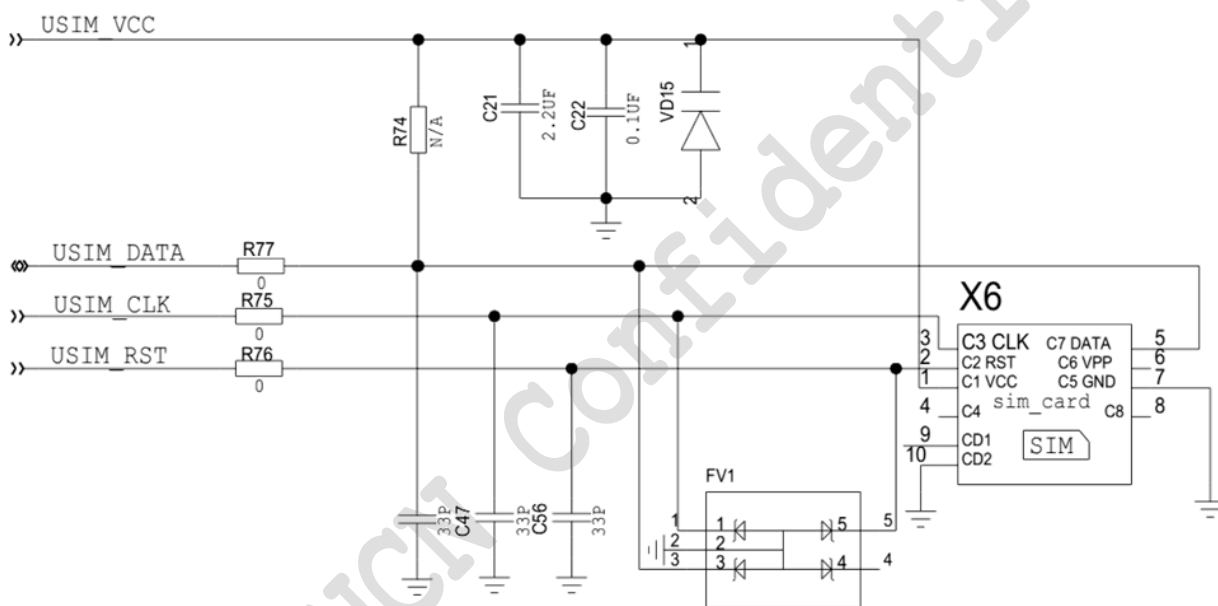 USIM_VCC
R74
N/A
C21
2.2UF
C22
0.1UF
1
VD15
2
USIM_DATA
R77
0
USIM_CLK
R75
0
USIM_RST
R76
0
X6
3
C3 CLK
C7 DATA
5
2
C2 RST
C6 VPP
6
1
C1 VCC
C5 GND
7
sim_card
4
C4
C8
8
9
CD1
10
CD2
SIM
33P
C47
33P
C56
33P
FV1
1
1
5
5
2
2
3
3
4
4
NCN Confidenti